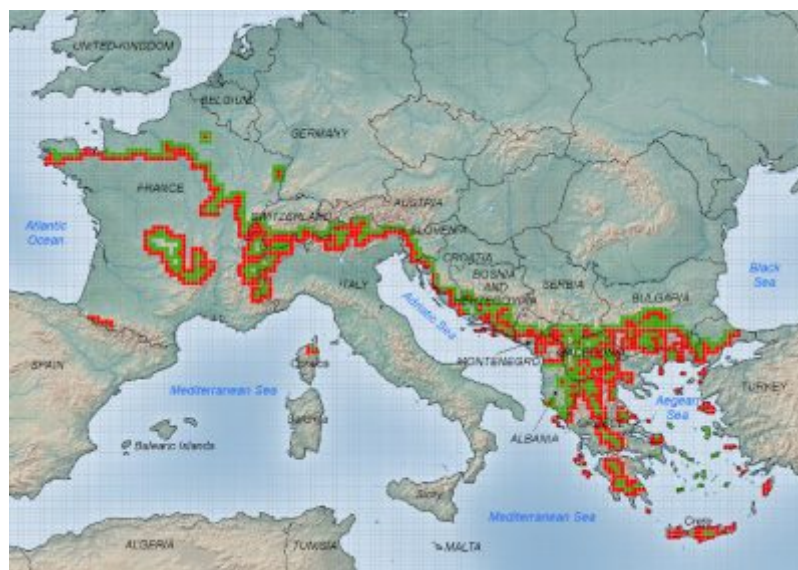 UNITED KINGDOM
BELGIUM
GERMANY
FRANCE
SWITZERLAND
AUSTRIA
SLOVENIA
Atlantic
Ocean
CROATIA
BOSNIA
AND
ITALY
SERBIA
BULGARIA
Black
Sea
Adriatic Sea
MONTENEGRO
SPAIN
Corsica
Mediterranean Sea
TURKEY
Aegean
Sea
Sardinia
ALBANIA
Balearic Islands
Sicily
Mediterranean Sea
Crete
ALGERIA
TUNISIA
MALTA